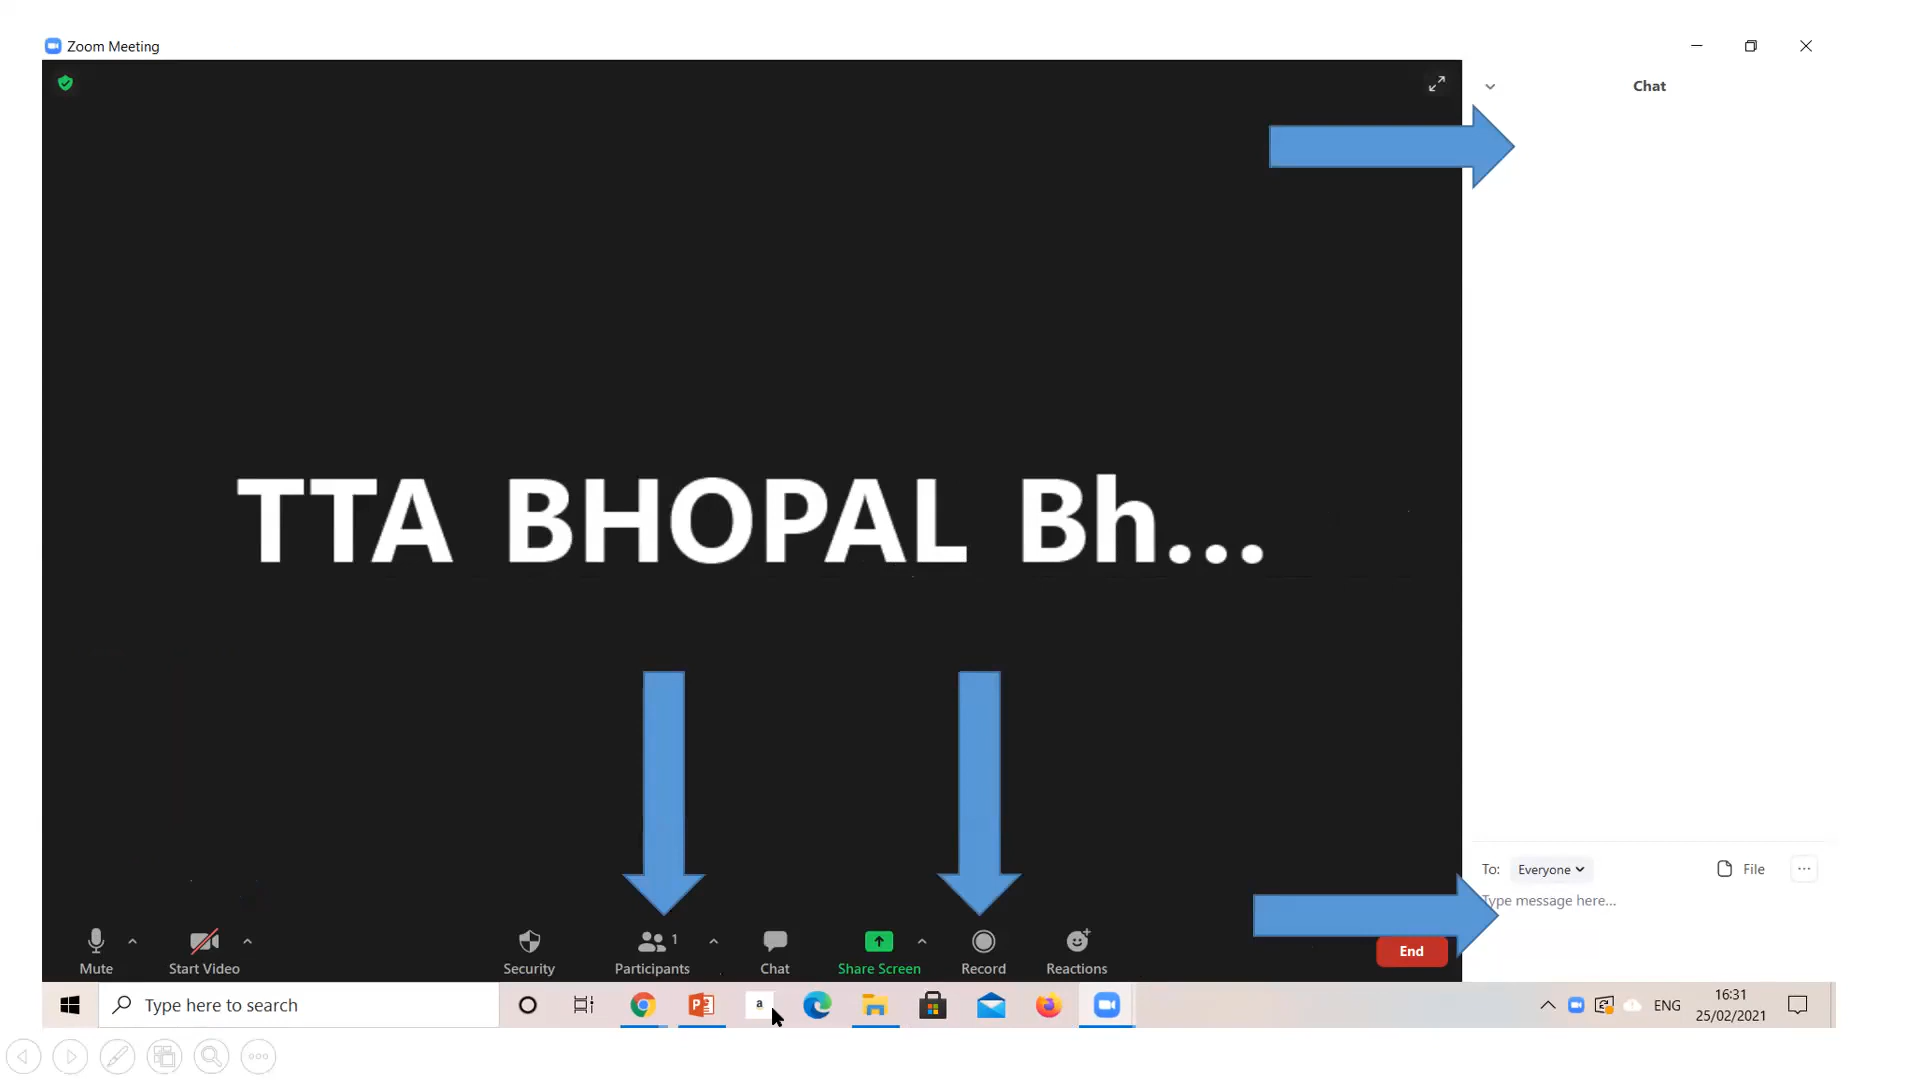 Zoom Meeting
Chat
TTA BHOPAL Bh...
To: Everyone File
Type message here...
Mute Start Video Security Participants 1 Chat Share Screen Record Reactions End
Type here to search
a
ENG
16:31
25/02/2021